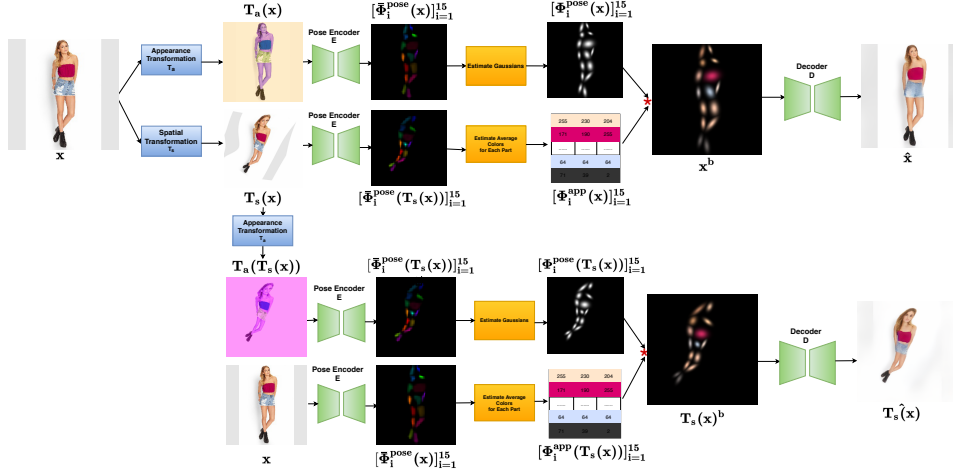 T_a(x)
[Φ̄_i^pose(x)]_{i=1}^{15}
[Φ_i^pose(x)]_{i=1}^{15}
Appearance
Transformation
T_a
Pose Encoder
E
Estimate Gaussians
Decoder
D
Spatial
Transformation
T_s
Pose Encoder
E
Estimate Average
Colors
for Each Part
255 230 204
171
...... ...... ......
64 64 64
71
x
x^b
x̂
T_s(x)
[Φ̄_i^pose(T_s(x))]_{i=1}^{15}
[Φ_i^app(x)]_{i=1}^{15}
Appearance
Transformation
T_a
T_a(T_s(x))
[Φ̄_i^pose(T_s(x))]_{i=1}^{15}
[Φ_i^pose(T_s(x))]_{i=1}^{15}
Pose Encoder
E
Estimate Gaussians
Decoder
D
Pose Encoder
E
Estimate Average
Colors
for Each Part
255 230 204
171
...... ...... ......
64 64 64
71
T_s(x)^b
T_s(̂x)
x
[Φ̄_i^pose(x)]_{i=1}^{15}
[Φ_i^app(T_s(x))]_{i=1}^{15}